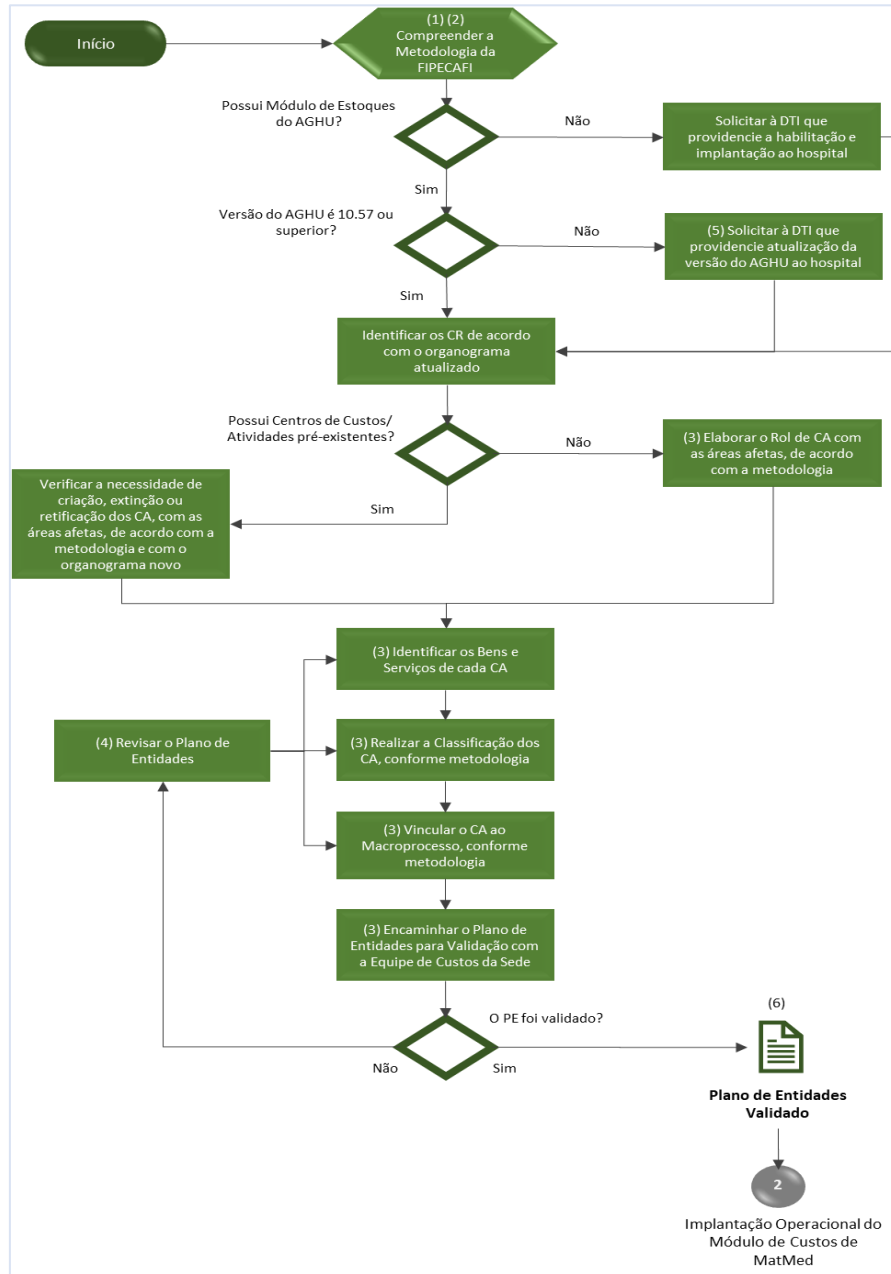 Início
(1) (2)
Compreender a
Metodologia da
FIPECAFI
Possui Módulo de Estoques
do AGHU?
Não
Solicitar à DTI que
providencie a habilitação e
implantação ao hospital
Sim
Versão do AGHU é 10.57 ou
superior?
Não
(5) Solicitar à DTI que
providencie atualização da
versão do AGHU ao hospital
Sim
Identificar os CR de acordo
com o organograma
atualizado
Possui Centros de Custos/
Atividades pré-existentes?
Não
(3) Elaborar o Rol de CA com
as áreas afetas, de acordo
com a metodologia
Sim
Verificar a necessidade de
criação, extinção ou
retificação dos CA, com as
áreas afetas, de acordo com a
metodologia e com o
organograma novo
(3) Identificar os Bens e
Serviços de cada CA
(4) Revisar o Plano de
Entidades
(3) Realizar a Classificação dos
CA, conforme metodologia
(3) Vincular o CA ao
Macroprocesso, conforme
metodologia
(3) Encaminhar o Plano de
Entidades para Validação com
a Equipe de Custos da Sede
O PE foi validado?
Não
Sim
(6)
Plano de Entidades
Validado
2
Implantação Operacional do
Módulo de Custos de
MatMed